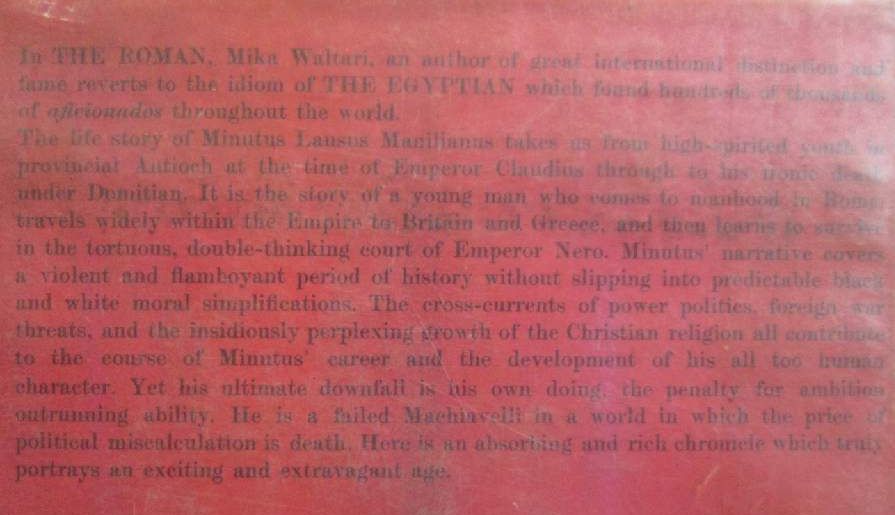 In THE ROMAN, Mika Waltari, an author of great international distinction and
fame reverts to the idiom of THE EGYPTIAN which found hundreds of thousands
of aficionados throughout the world.
The life story of Minutus Lausus Manilianus takes us from high-spirited youth in
provincial Antioch at the time of Emperor Claudius through to his ironic death
under Domitian. It is the story of a young man who comes to manhood in Rome,
travels widely within the Empire to Britain and Greece, and then learns to survive
in the tortuous, double-thinking court of Emperor Nero. Minutus' narrative covers
a violent and flamboyant period of history without slipping into predictable black
and white moral simplifications. The cross-currents of power politics, foreign war
threats, and the insidiously perplexing growth of the Christian religion all contribute
to the course of Minutus' career and the development of his all too human
character. Yet his ultimate downfall is his own doing, the penalty for ambition
outrunning ability. He is a failed Machiavelli in a world in which the price of
political miscalculation is death. Here is an absorbing and rich chronicle which truly
portrays an exciting and extravagant age.